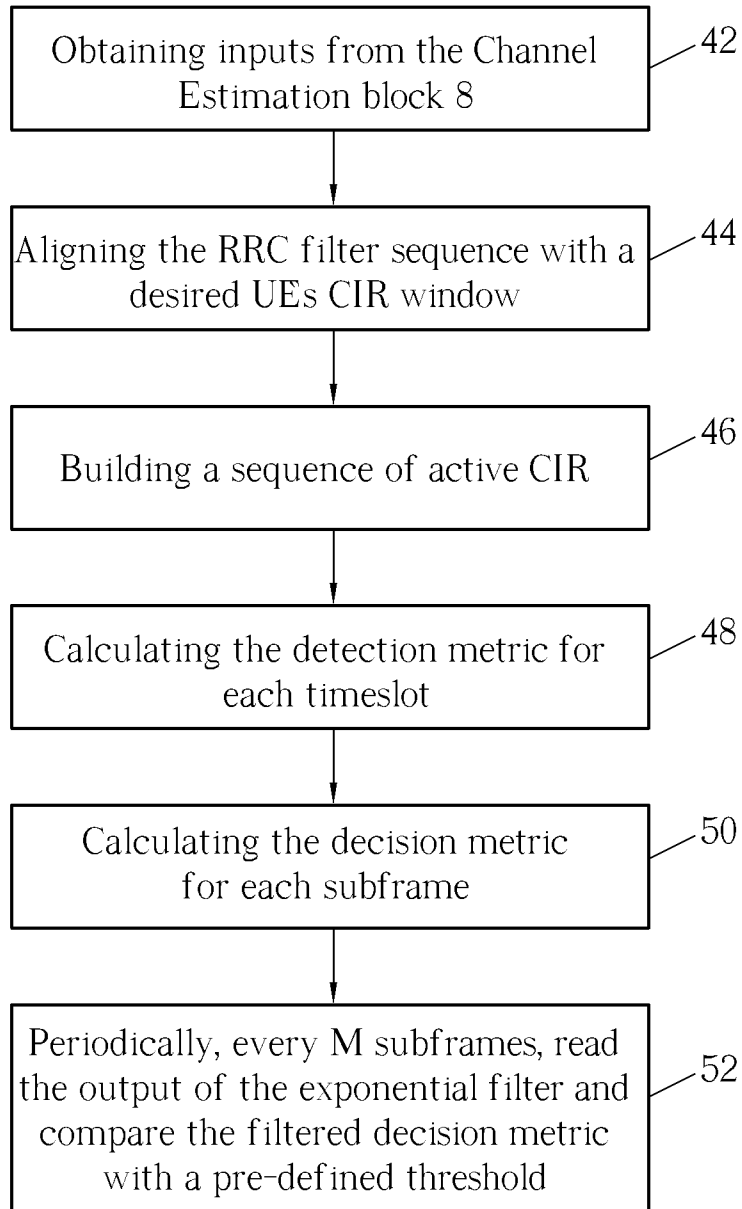 Obtaining inputs from the Channel
Estimation block 8
42
Aligning the RRC filter sequence with a
desired UEs CIR window
44
Building a sequence of active CIR
46
Calculating the detection metric for
each timeslot
48
Calculating the decision metric
for each subframe
50
Periodically, every M subframes, read
the output of the exponential filter and
compare the filtered decision metric
with a pre-defined threshold
52